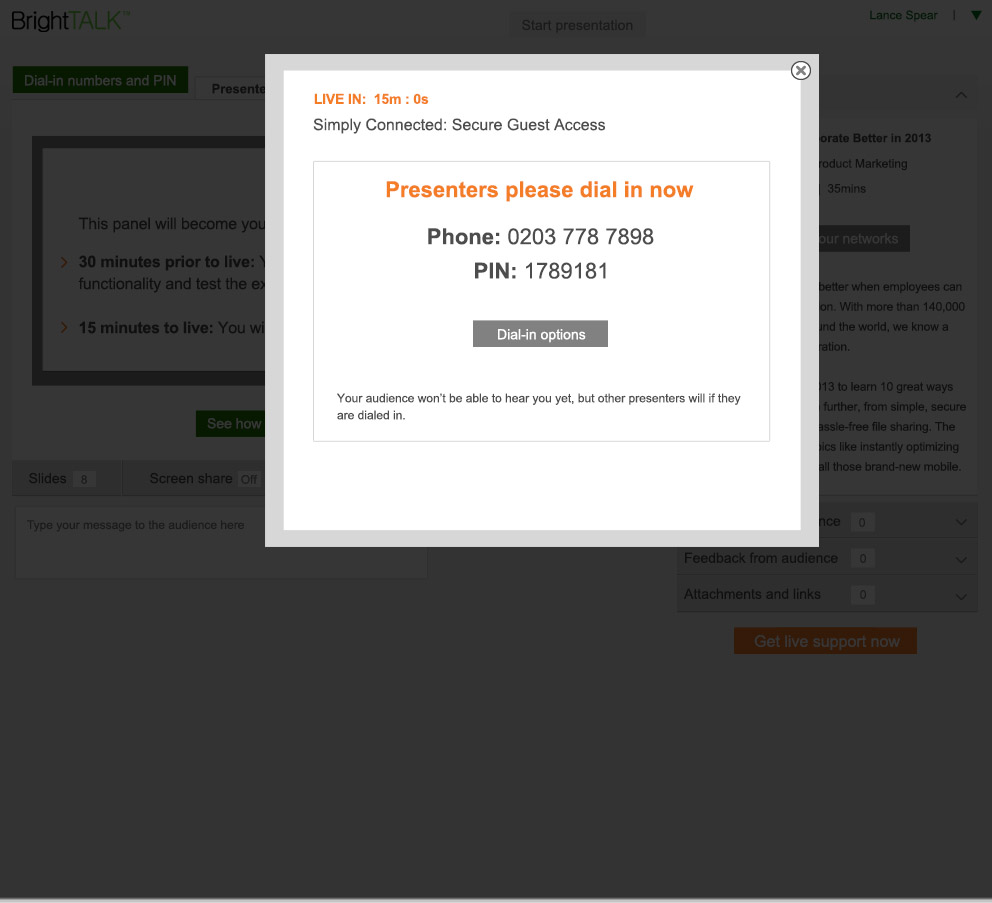 BrightTALK™
Start presentation
Lance Spear |
Dial-in numbers and PIN
Presente
LIVE IN: 15m : 0s
Simply Connected: Secure Guest Access
Presenters please dial in now
Phone: 0203 778 7898
PIN: 1789181
Dial-in options
Your audience won't be able to hear you yet, but other presenters will if they
are dialed in.
This panel will become you
30 minutes prior to live:
functionality and test the ex
15 minutes to live: You wi
See how
Slides 8
Screen share Off
Type your message to the audience here
orate Better in 2013
roduct Marketing
| 35mins
our networks
better when employees can
on. With more than 140,000
und the world, we know a
ration.
013 to learn 10 great ways
further, from simple, secure
assle-free file sharing. The
pics like instantly optimizing
all those brand-new mobile.
nce 0
Feedback from audience 0
Attachments and links 0
Get live support now